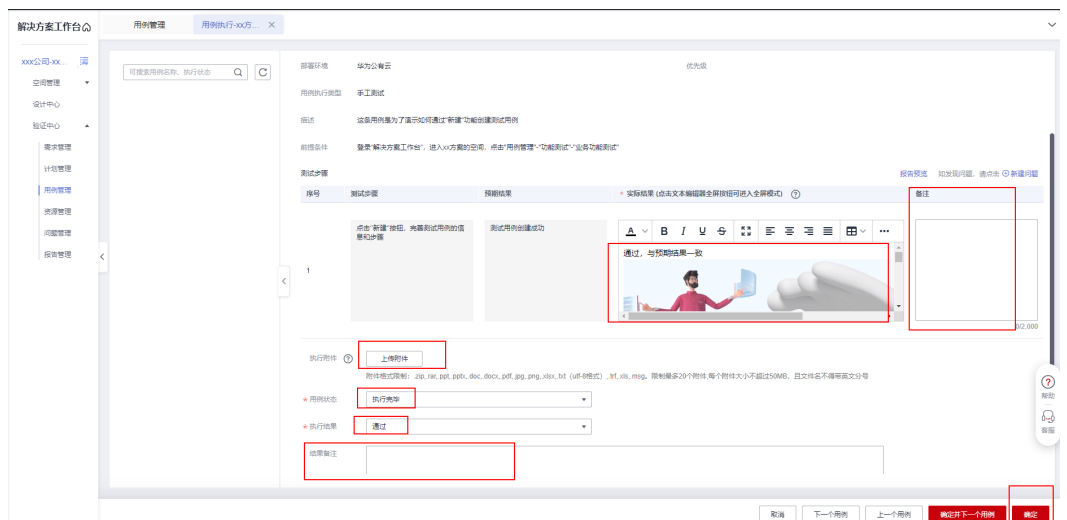 解决方案工作台
用例管理
用例执行-xx方... ×
xxx公司-xx...
空间管理
设计中心
验证中心
需求管理
计划管理
用例管理
资源管理
问题管理
报告管理
可搜索用例名称、执行状态
部署环境 华为公有云 优先级
用例执行类型 手工测试
描述 这条用例是为了演示如何通过“新建”功能创建测试用例
前提条件 登录“解决方案工作台”，进入xx方案的空间，点击“用例管理”-“功能测试”-“业务功能测试”
测试步骤 报告预览 如发现问题，请点击 新建问题
序号 测试步骤 预期结果 * 实际结果 (点击文本编辑器全屏按钮可进入全屏模式) ? 备注
1 点击“新建”按钮，完善测试用例的信
息和步骤
测试用例创建成功
A B I U S
通过，与预期结果一致
0/2,000
执行附件 ? 上传附件
附件格式限制：.zip,.rar,.ppt,.pptx,.doc,.docx,.pdf,.jpg,.png,.xlsx,.txt（utf-8格式）,.trf,.xls,.msg。限制最多20个附件,每个附件大小不超过50MB，且文件名不得带英文分号
* 用例状态 执行完毕
* 执行结果 通过
结果备注
?
帮助
客服
取消 下一个用例 上一个用例 确定并下一个用例 确定